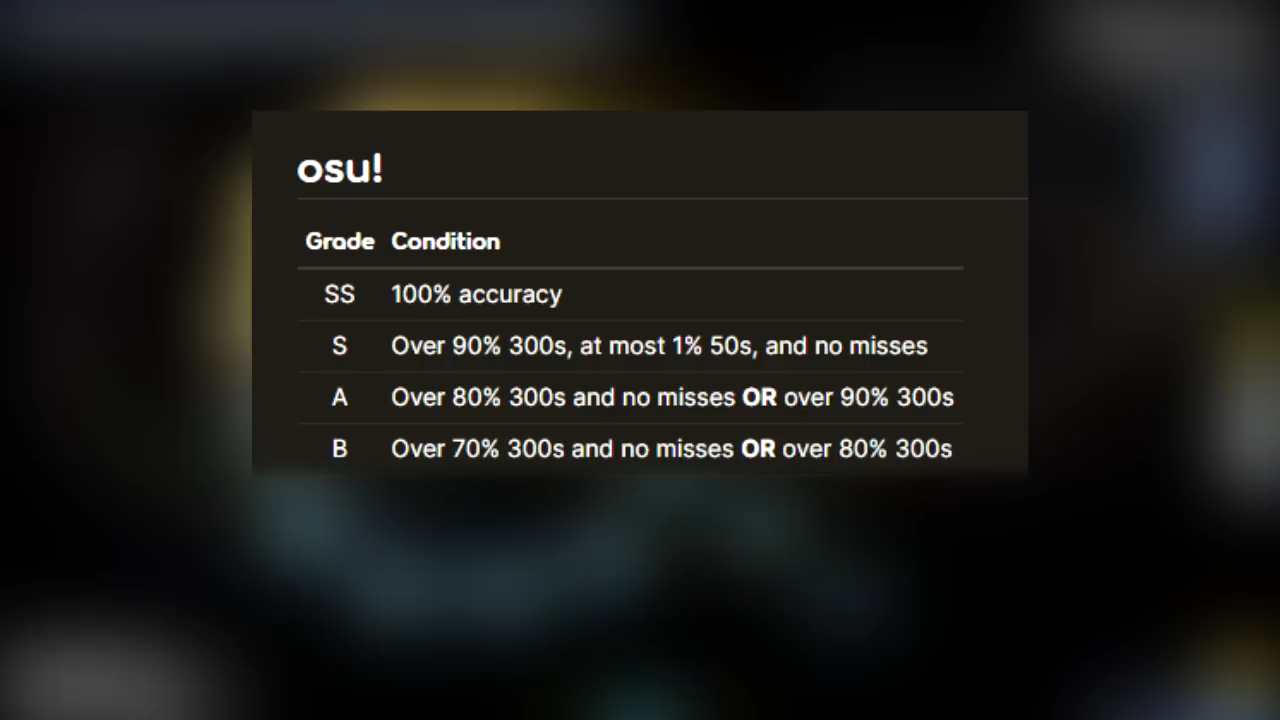 osu!
Grade Condition
SS 100% accuracy
S Over 90% 300s, at most 1% 50s, and no misses
A Over 80% 300s and no misses OR over 90% 300s
B Over 70% 300s and no misses OR over 80% 300s